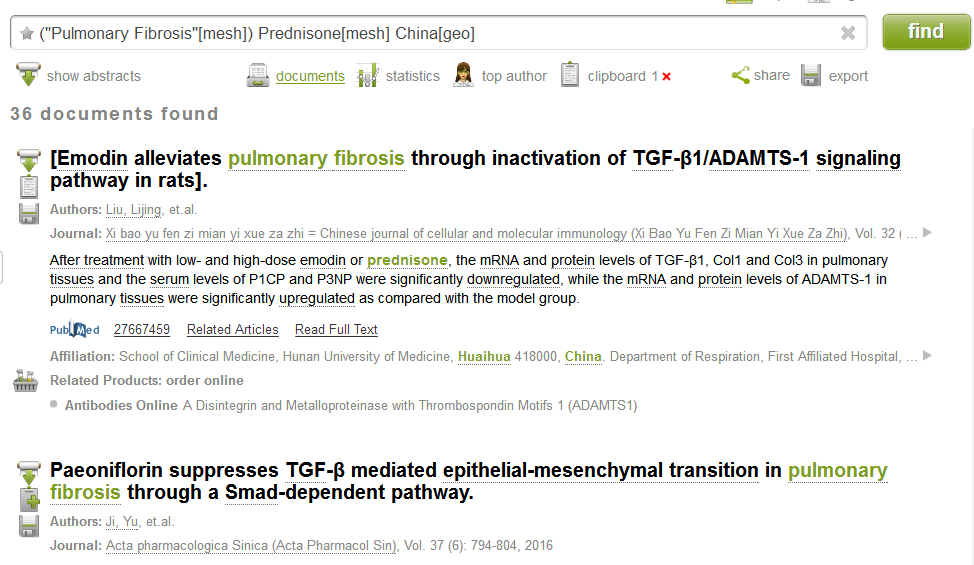 ("Pulmonary Fibrosis"[mesh]) Prednisone[mesh] China[geo]
find
show abstracts documents statistics top author clipboard 1 share export
36 documents found
[Emodin alleviates pulmonary fibrosis through inactivation of TGF-β1/ADAMTS-1 signaling
pathway in rats].
Authors: Liu, Lijing, et.al.
Journal: Xi bao yu fen zi mian yi xue za zhi = Chinese journal of cellular and molecular immunology (Xi Bao Yu Fen Zi Mian Yi Xue Za Zhi), Vol. 32 ( ...
After treatment with low- and high-dose emodin or prednisone, the mRNA and protein levels of TGF-β1, Col1 and Col3 in pulmonary
tissues and the serum levels of P1CP and P3NP were significantly downregulated, while the mRNA and protein levels of ADAMTS-1 in
pulmonary tissues were significantly upregulated as compared with the model group.
PubMed 27667459 Related Articles Read Full Text
Affiliation: School of Clinical Medicine, Hunan University of Medicine, Huaihua 418000, China. Department of Respiration, First Affiliated Hospital, ...
Related Products: order online
Antibodies Online A Disintegrin and Metalloproteinase with Thrombospondin Motifs 1 (ADAMTS1)
Paeoniflorin suppresses TGF-β mediated epithelial-mesenchymal transition in pulmonary
fibrosis through a Smad-dependent pathway.
Authors: Ji, Yu, et.al.
Journal: Acta pharmacologica Sinica (Acta Pharmacol Sin), Vol. 37 (6): 794-804, 2016